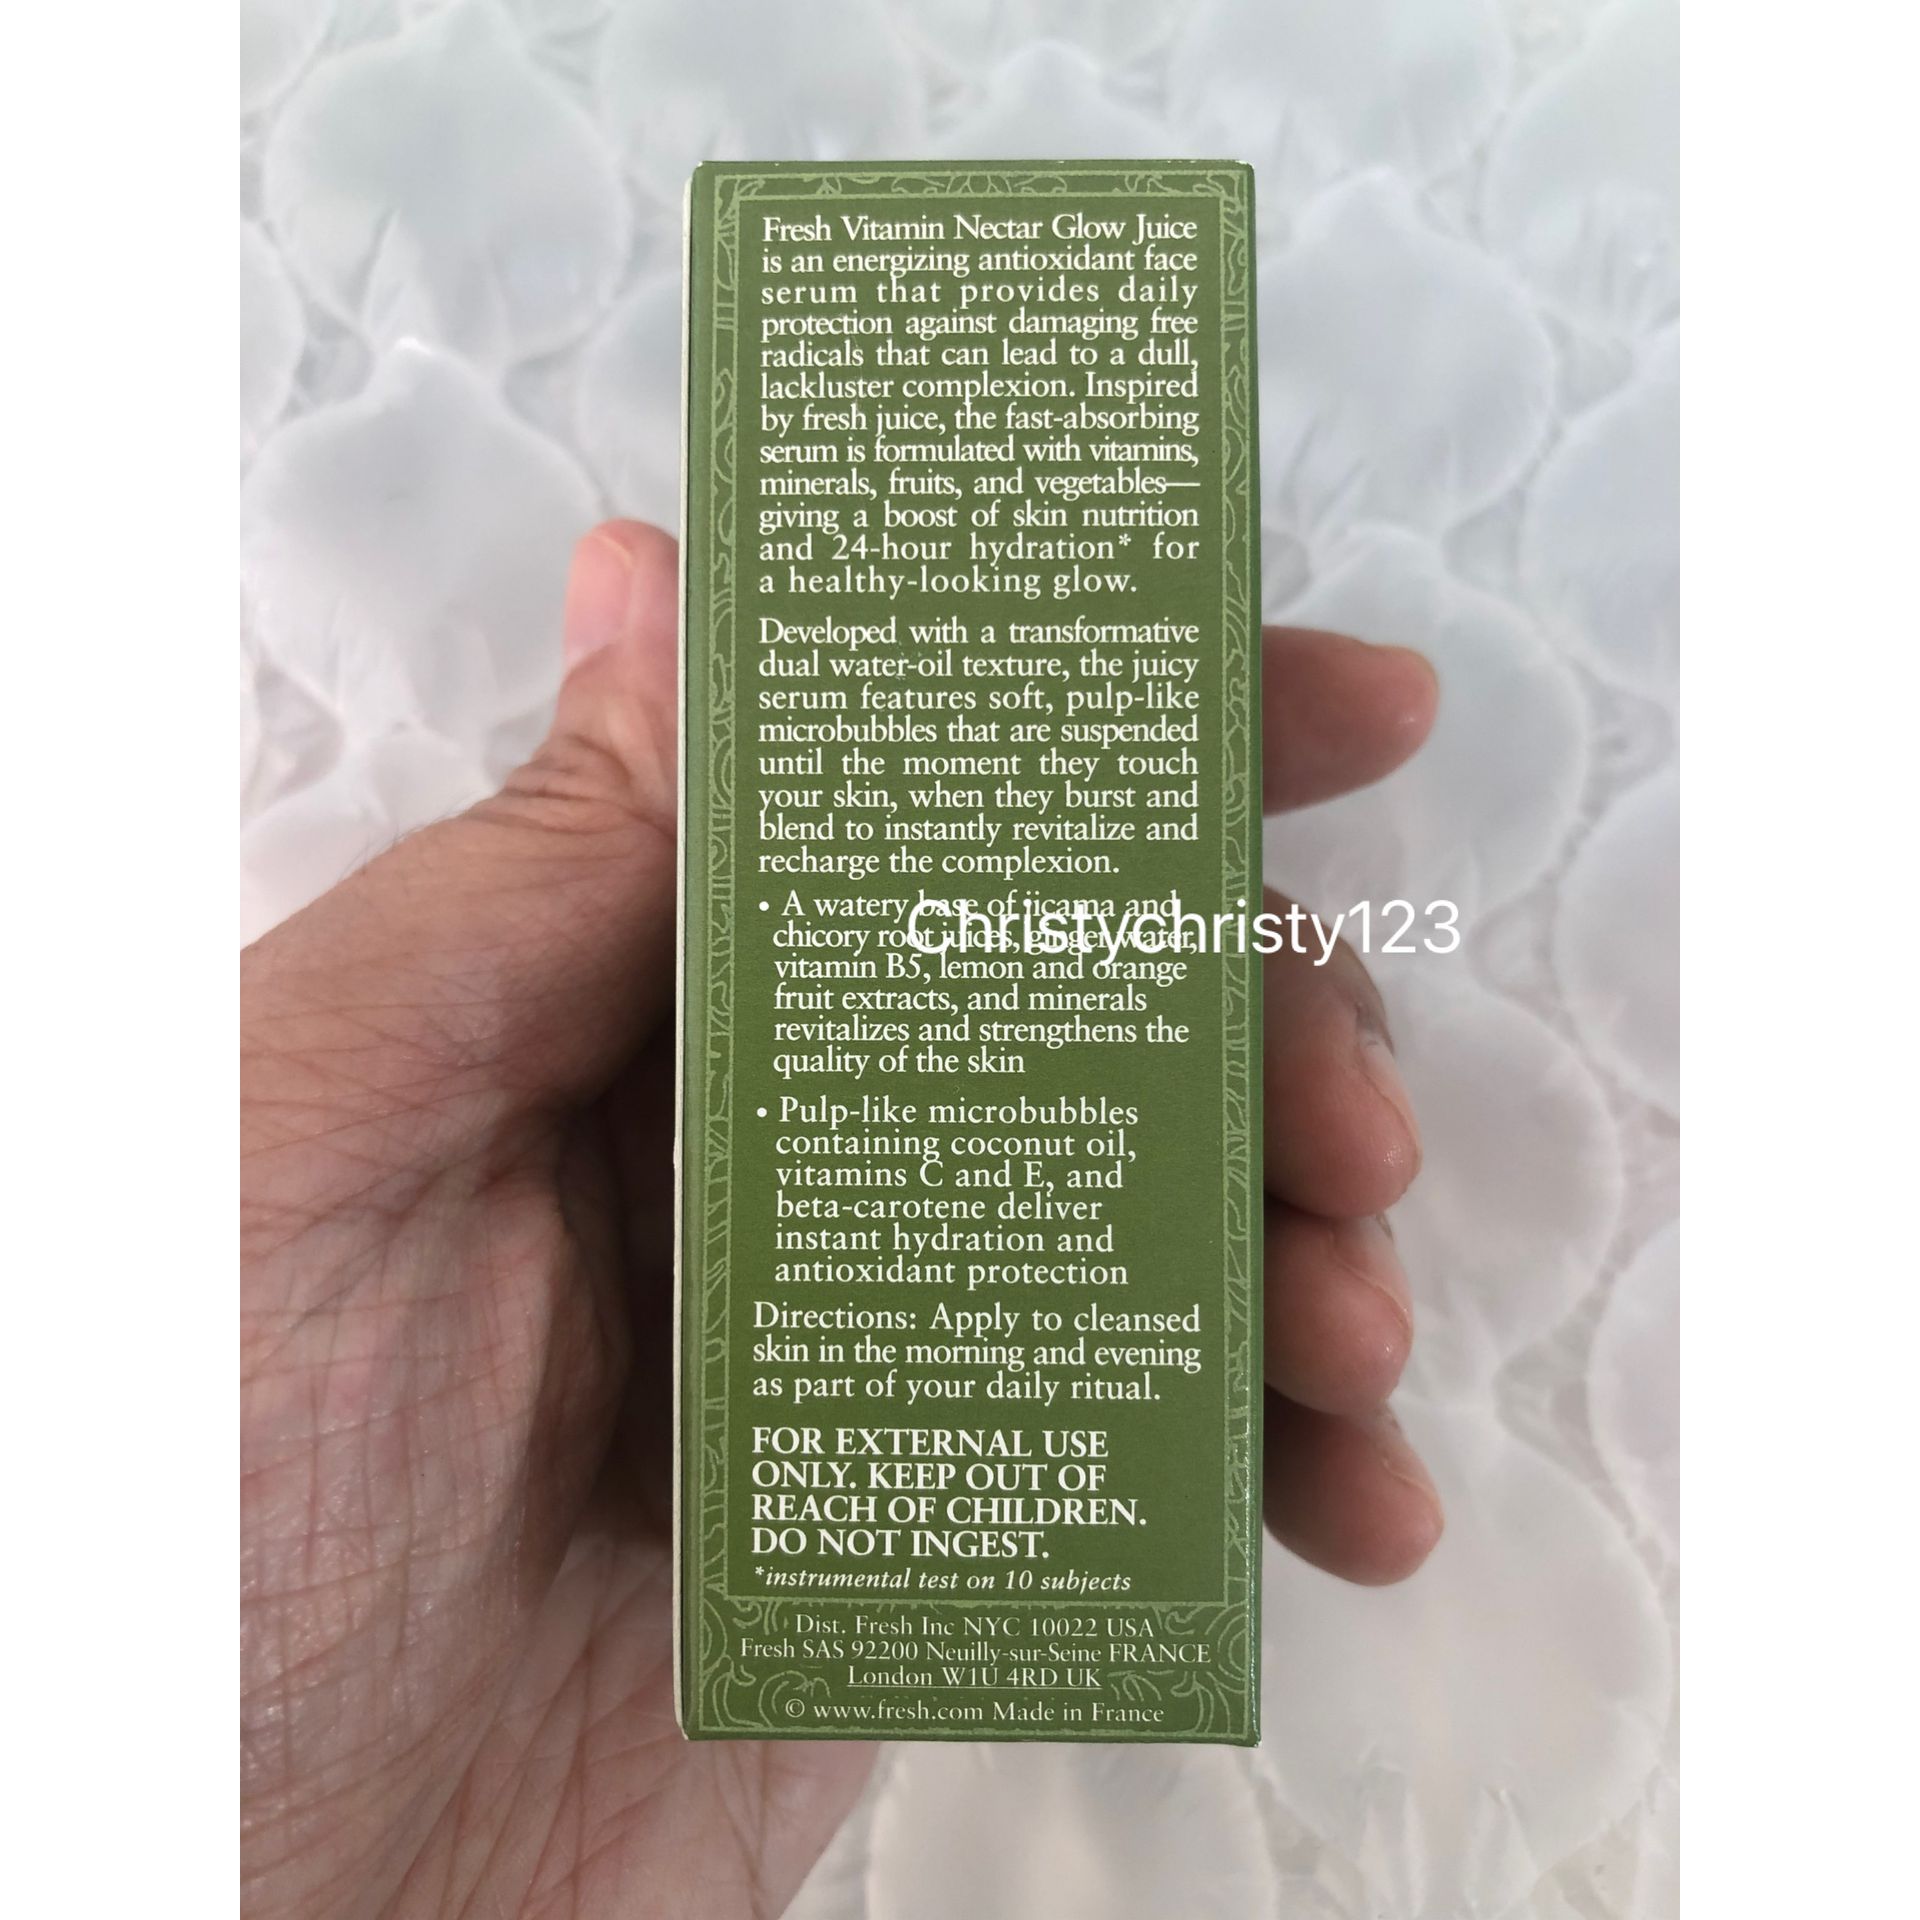 Fresh Vitamin Nectar Glow Juice
is an energizing antioxidant face
serum that provides daily
protection against damaging free
radicals that can lead to a dull,
lackluster complexion. Inspired
by fresh juice, the fast-absorbing
serum is formulated with vitamins,
minerals, fruits, and vegetables—
giving a boost of skin nutrition
and 24-hour hydration* for
a healthy-looking glow.
Developed with a transformative
dual water-oil texture, the juicy
serum features soft, pulp-like
microbubbles that are suspended
until the moment they touch
your skin, when they burst and
blend to instantly revitalize and
recharge the complexion.
• A watery base of jicama and
Christychristy123
chicory root juices, ginger water,
vitamin B5, lemon and orange
fruit extracts, and minerals
revitalizes and strengthens the
quality of the skin
• Pulp-like microbubbles
containing coconut oil,
vitamins C and E, and
beta-carotene deliver
instant hydration and
antioxidant protection
Directions: Apply to cleansed
skin in the morning and evening
as part of your daily ritual.
FOR EXTERNAL USE
ONLY. KEEP OUT OF
REACH OF CHILDREN.
DO NOT INGEST.
*instrumental test on 10 subjects
Dist. Fresh Inc NYC 10022 USA
Fresh SAS 92200 Neuilly-sur-Seine FRANCE
London W1U 4RD UK
© www.fresh.com Made in France